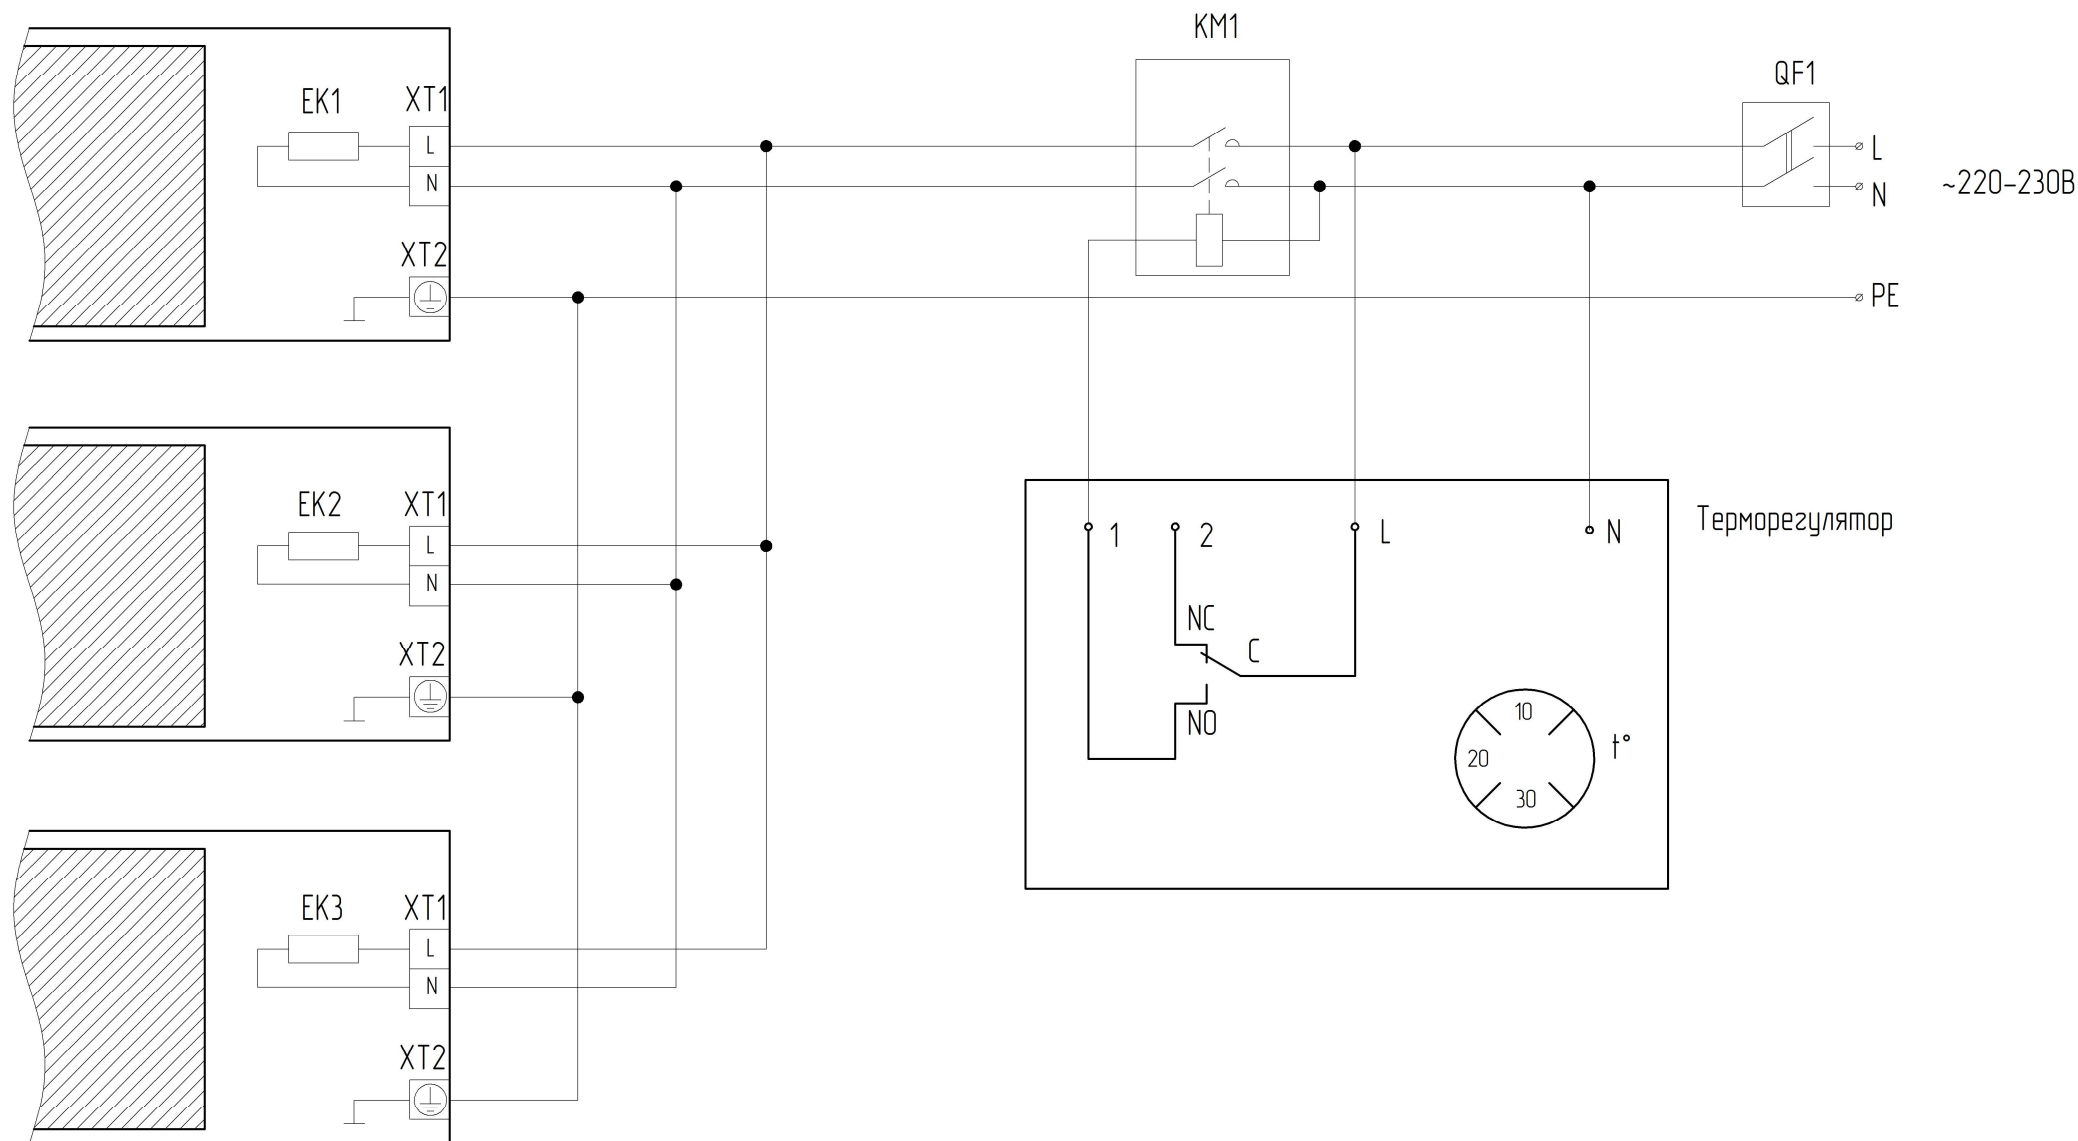 KM1
QF1
EK1
XT1
L
N
XT2
L
N
~220-230В
PE
EK2
XT1
L
N
XT2
1
2
L
N
Терморегулятор
NC
C
NO
10
20
30
t°
EK3
XT1
L
N
XT2